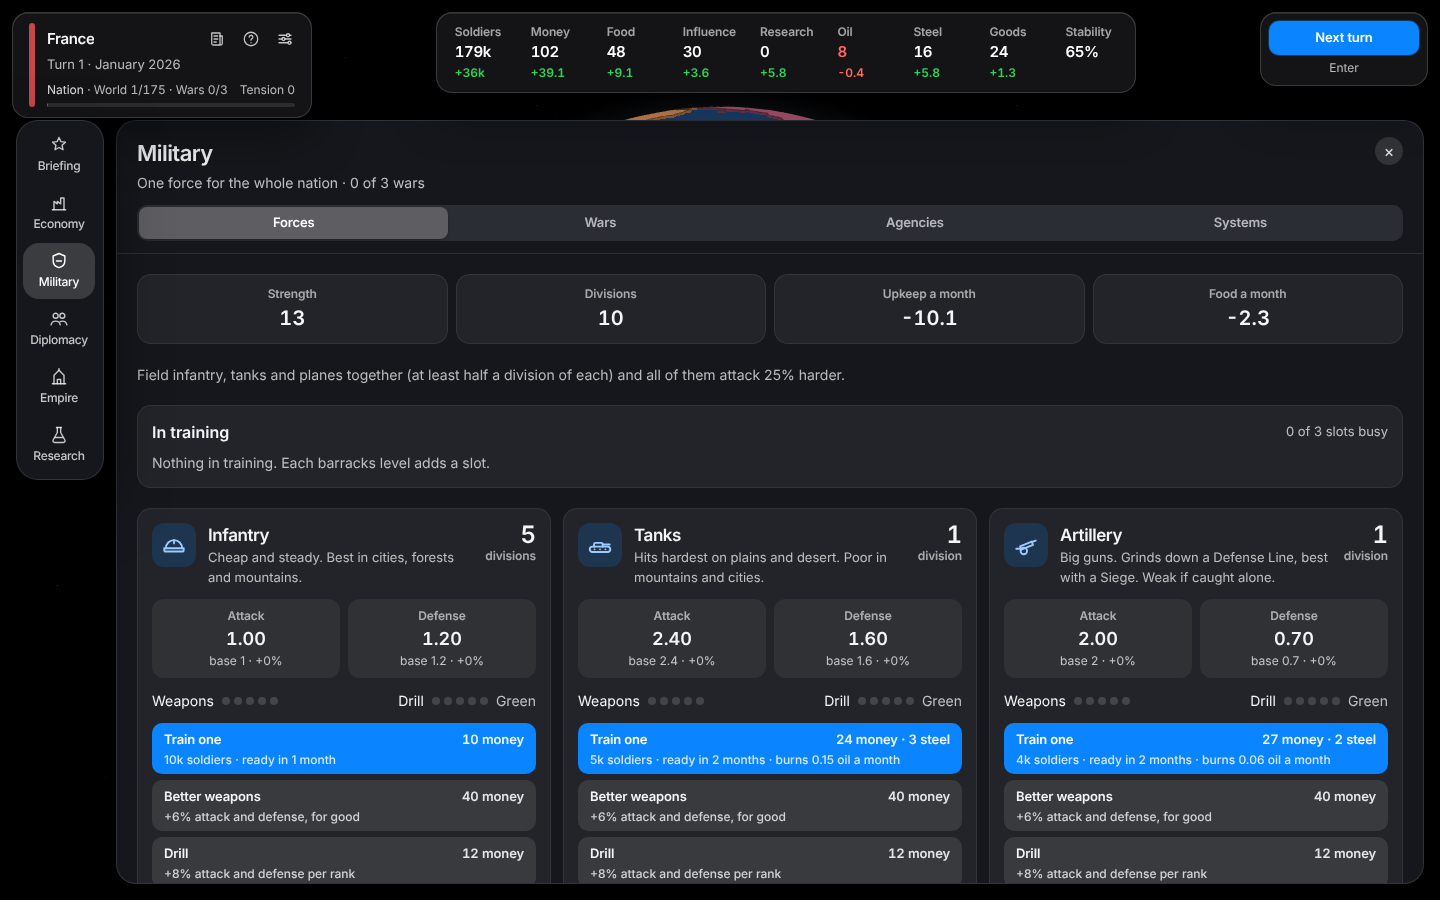 France
Turn 1 · January 2026
Nation · World 1/175 · Wars 0/3 Tension 0
Soldiers Money Food Influence Research Oil Steel Goods Stability
179k 102 48 30 0 8 16 24 65%
+36k +39.1 +9.1 +3.6 +5.8 -0.4 +5.8 +1.3
Next turn
Enter
Briefing
Economy
Military
Diplomacy
Empire
Research
Military
One force for the whole nation · 0 of 3 wars
Forces Wars Agencies Systems
Strength Divisions Upkeep a month Food a month
13 10 -10.1 -2.3
Field infantry, tanks and planes together (at least half a division of each) and all of them attack 25% harder.
In training 0 of 3 slots busy
Nothing in training. Each barracks level adds a slot.
Infantry 5
Cheap and steady. Best in cities, forests divisions
and mountains.
Attack Defense
1.00 1.20
base 1 · +0% base 1.2 · +0%
Weapons Drill Green
Train one 10 money
10k soldiers · ready in 1 month
Better weapons 40 money
+6% attack and defense, for good
Drill 12 money
+8% attack and defense per rank
Tanks 1
Hits hardest on plains and desert. Poor in division
mountains and cities.
Attack Defense
2.40 1.60
base 2.4 · +0% base 1.6 · +0%
Weapons Drill Green
Train one 24 money · 3 steel
5k soldiers · ready in 2 months · burns 0.15 oil a month
Better weapons 40 money
+6% attack and defense, for good
Drill 12 money
+8% attack and defense per rank
Artillery 1
Big guns. Grinds down a Defense Line, best division
with a Siege. Weak if caught alone.
Attack Defense
2.00 0.70
base 2 · +0% base 0.7 · +0%
Weapons Drill Green
Train one 27 money · 2 steel
4k soldiers · ready in 2 months · burns 0.06 oil a month
Better weapons 40 money
+6% attack and defense, for good
Drill 12 money
+8% attack and defense per rank